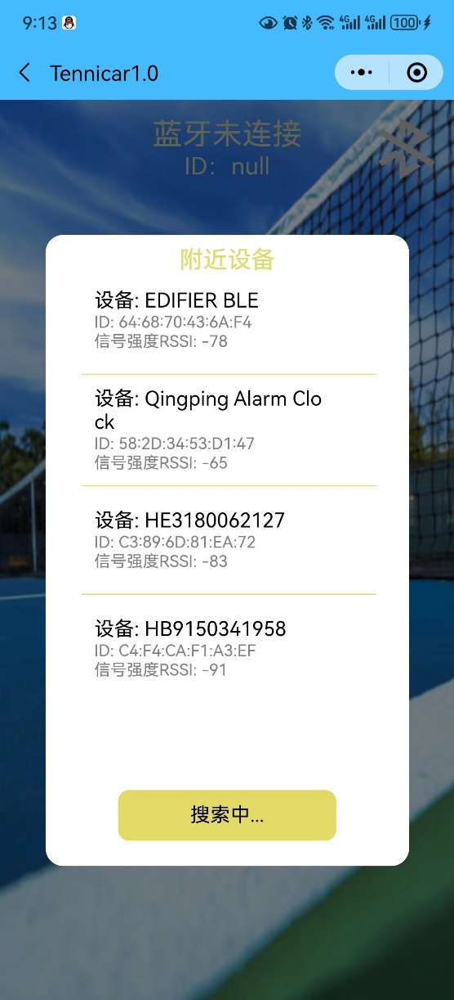 9:13
4G 4G 100
Tennicar1.0
蓝牙未连接
ID：null
附近设备
设备: EDIFIER BLE
ID: 64:68:70:43:6A:F4
信号强度RSSI: -78
设备: Qingping Alarm Clo
ck
ID: 58:2D:34:53:D1:47
信号强度RSSI: -65
设备: HE3180062127
ID: C3:89:6D:81:EA:72
信号强度RSSI: -83
设备: HB9150341958
ID: C4:F4:CA:F1:A3:EF
信号强度RSSI: -91
搜索中...